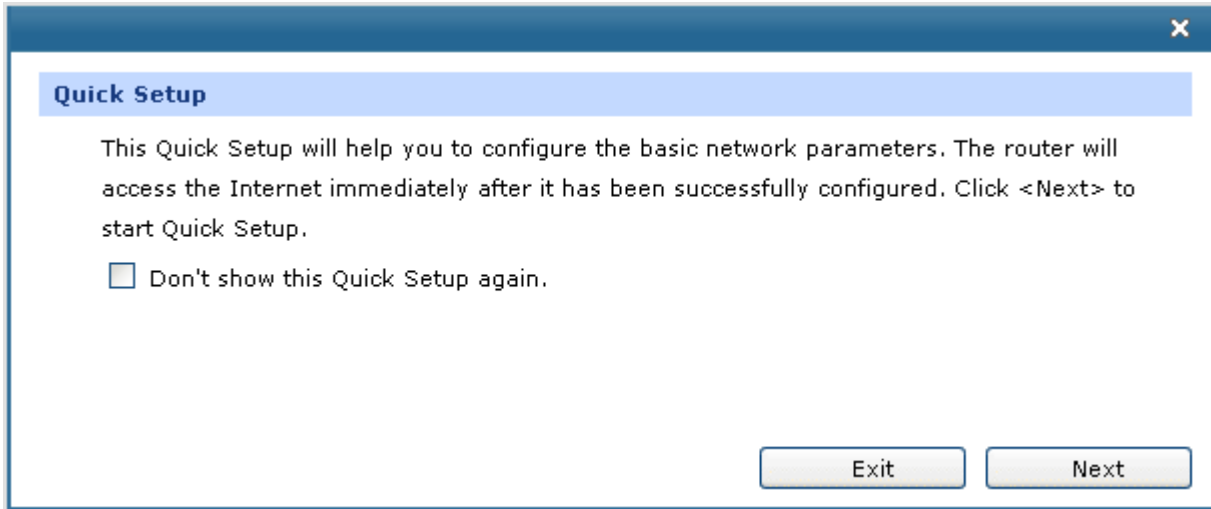 Quick Setup
This Quick Setup will help you to configure the basic network parameters. The router will
access the Internet immediately after it has been successfully configured. Click <Next> to
start Quick Setup.
Don't show this Quick Setup again.
Exit Next